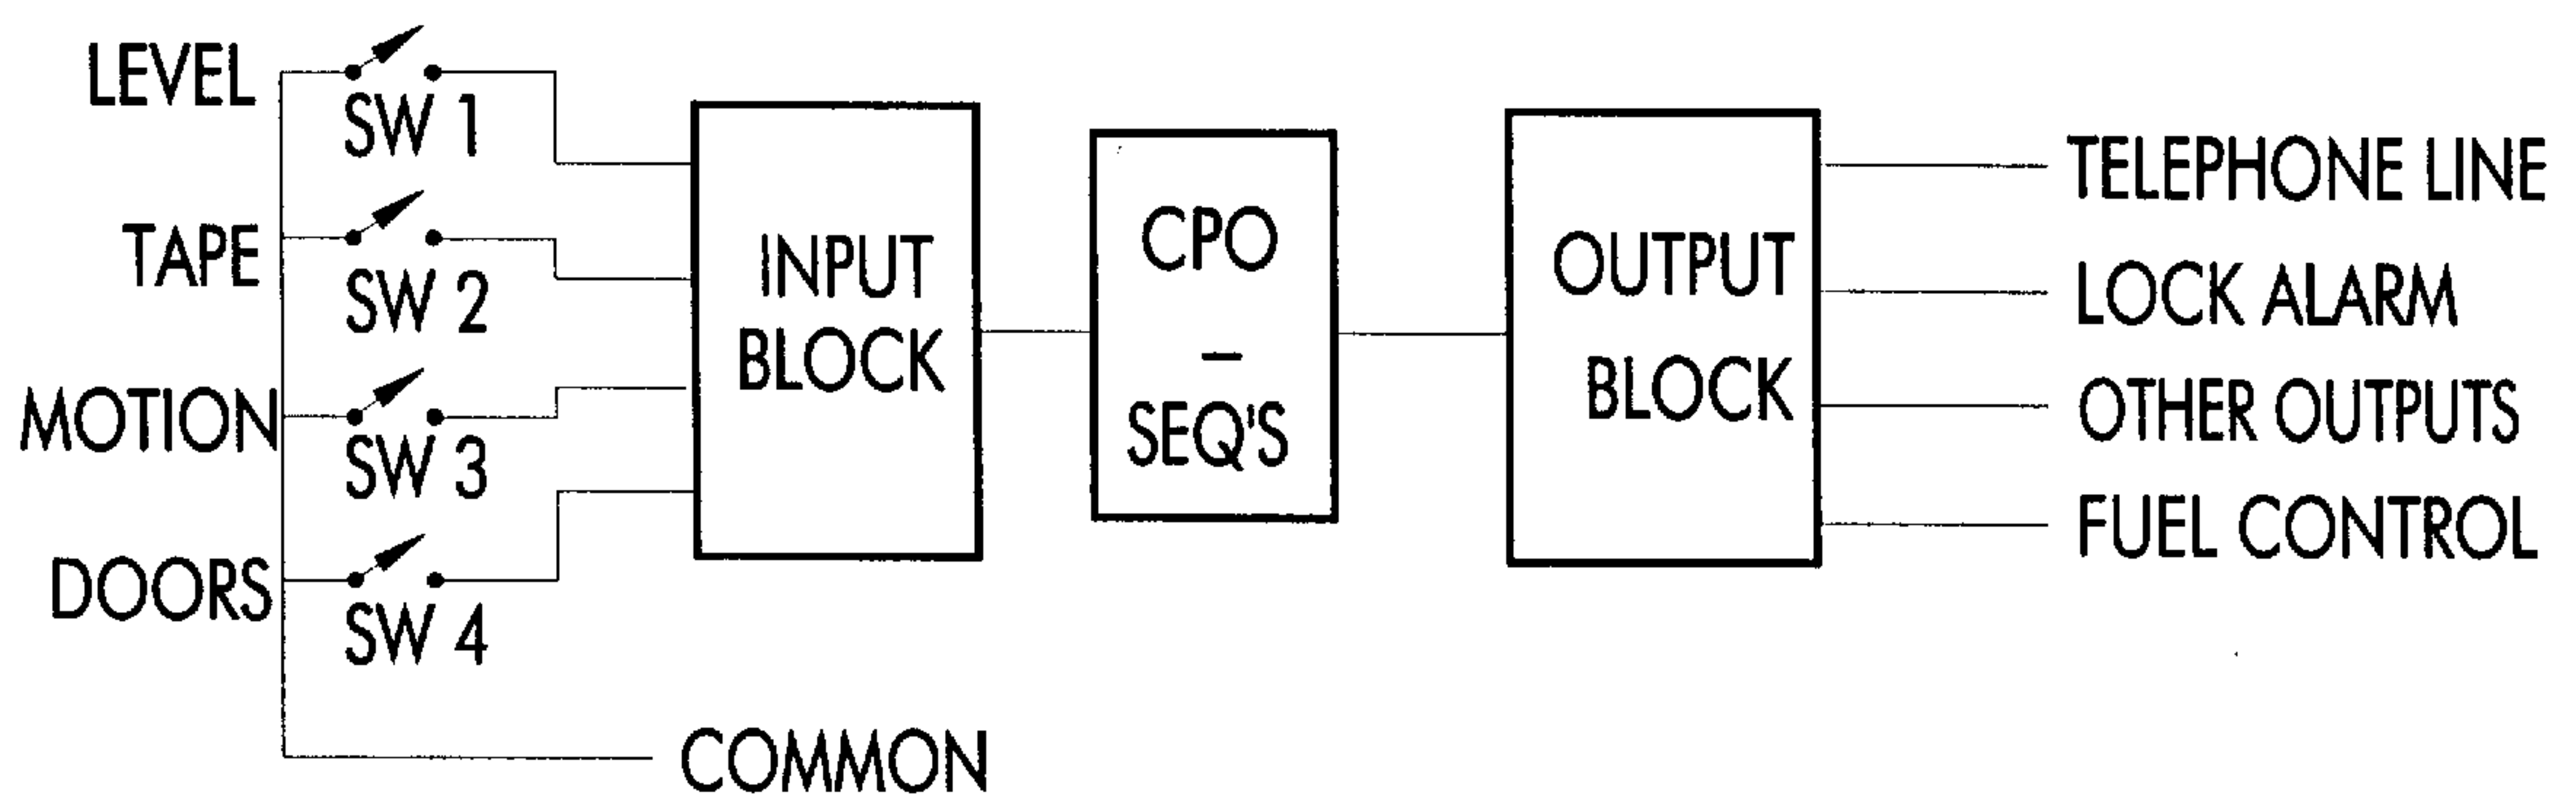 LEVEL
SW 1
TAPE
SW 2
MOTION
SW 3
DOORS
SW 4
COMMON
INPUT
BLOCK
CPO
–
SEQ'S
OUTPUT
BLOCK
TELEPHONE LINE
LOCK ALARM
OTHER OUTPUTS
FUEL CONTROL